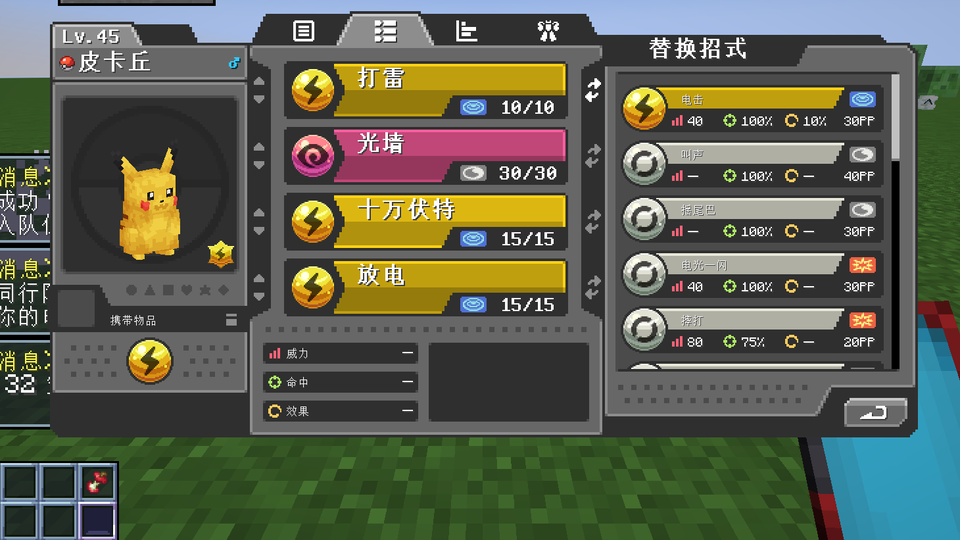 Lv.45
皮卡丘
携带物品
打雷
10/10
光墙
30/30
十万伏特
15/15
放电
15/15
威力 —
命中 —
效果 —
替换招式
电击
40 100% 10% 30PP
叫声
— 100% — 40PP
摇尾巴
— 100% — 30PP
电光一闪
40 100% — 30PP
摔打
80 75% — 20PP
消息
成功
入队伍
消息
同行
你的
消息
32